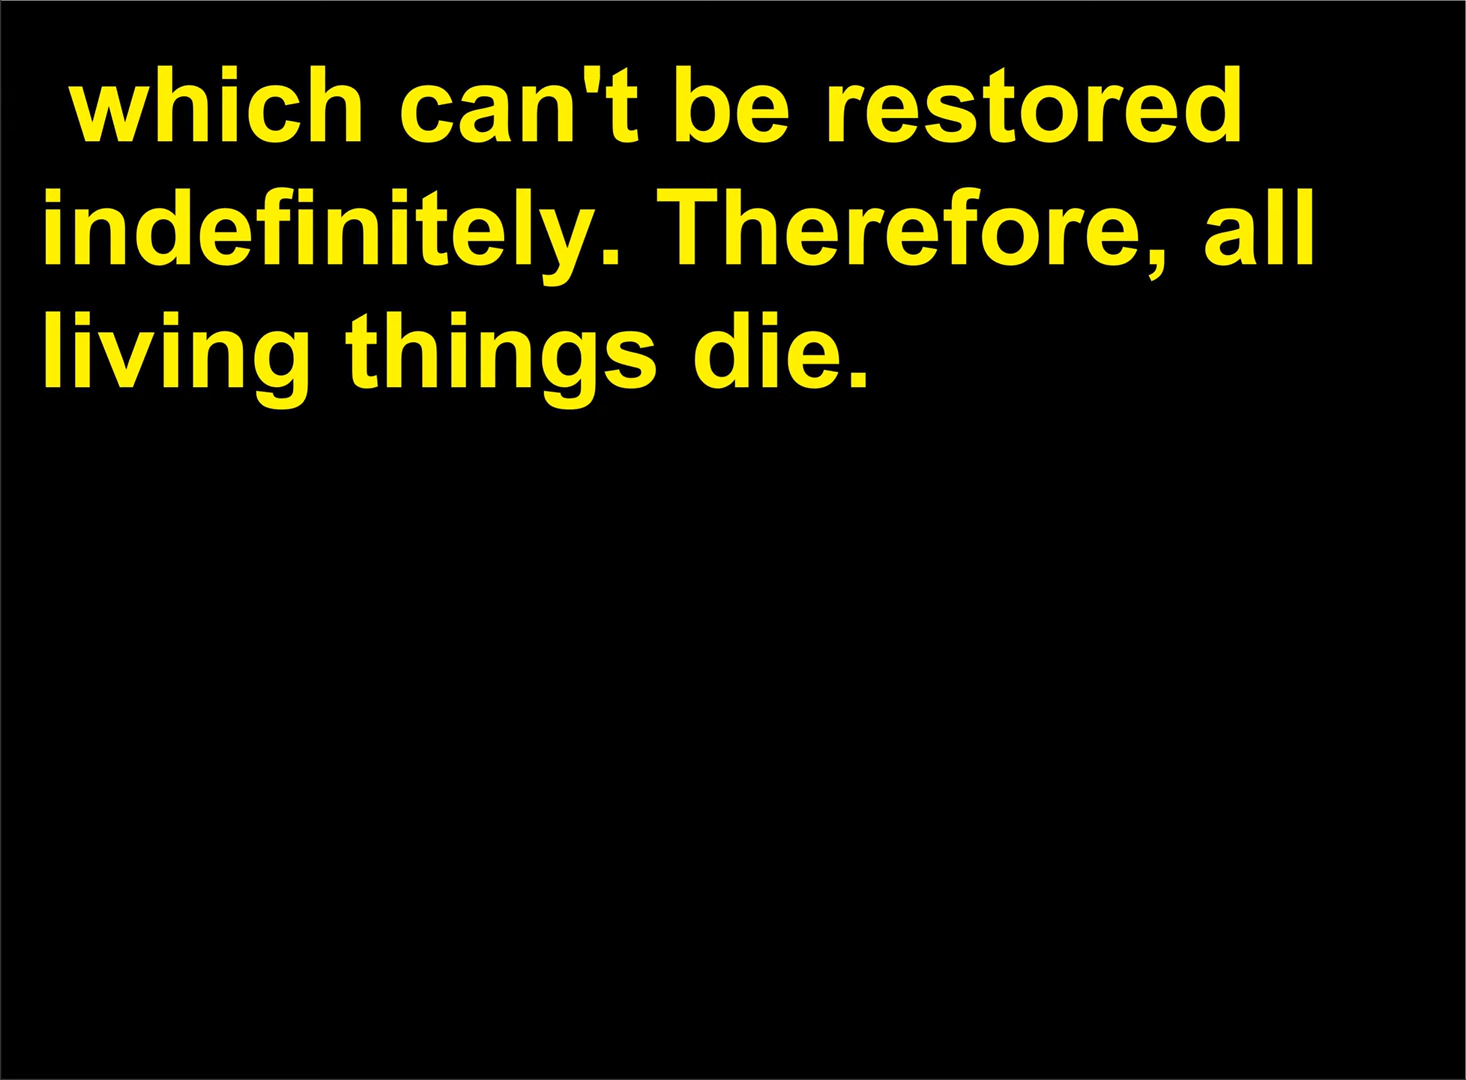 which can't be restored
indefinitely. Therefore, all
living things die.